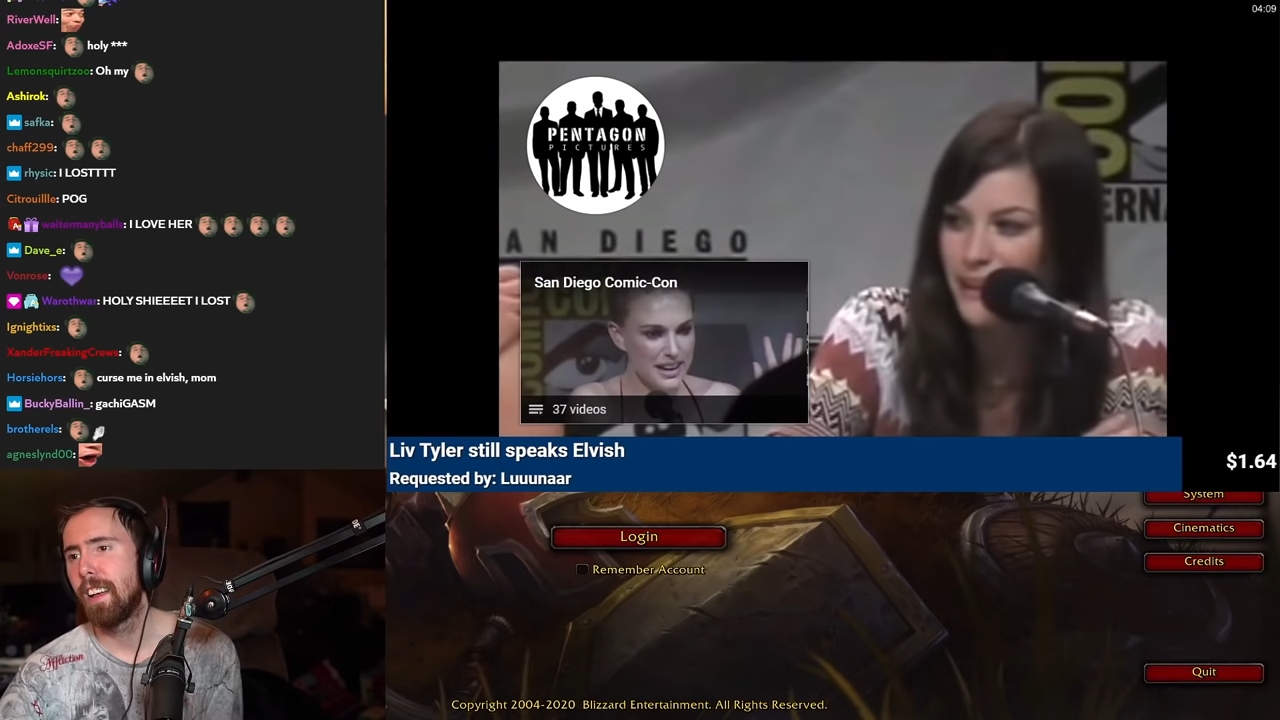 RiverWell:
AdoxeSF: holy ***
Lemonsquirtzoo: Oh my
Ashirok:
safka:
chaff299:
rhysic: I LOSTTTT
Citrouillle: POG
waltermanyballs: I LOVE HER
Dave_e:
Vonrose:
Warothwar: HOLY SHIEEEET I LOST
Ignightixs:
XanderFreakingCrews:
Horsiehors: curse me in elvish, mom
BuckyBallin_: gachiGASM
brotherels:
agneslynd00:
Affliction
04:09
PENTAGON
PICTURES
AN DIEGO
San Diego Comic-Con
37 videos
ERNA
Liv Tyler still speaks Elvish
Requested by: Luuunaar
$1.64
Login
Remember Account
System
Cinematics
Credits
Quit
Copyright 2004-2020 Blizzard Entertainment. All Rights Reserved.